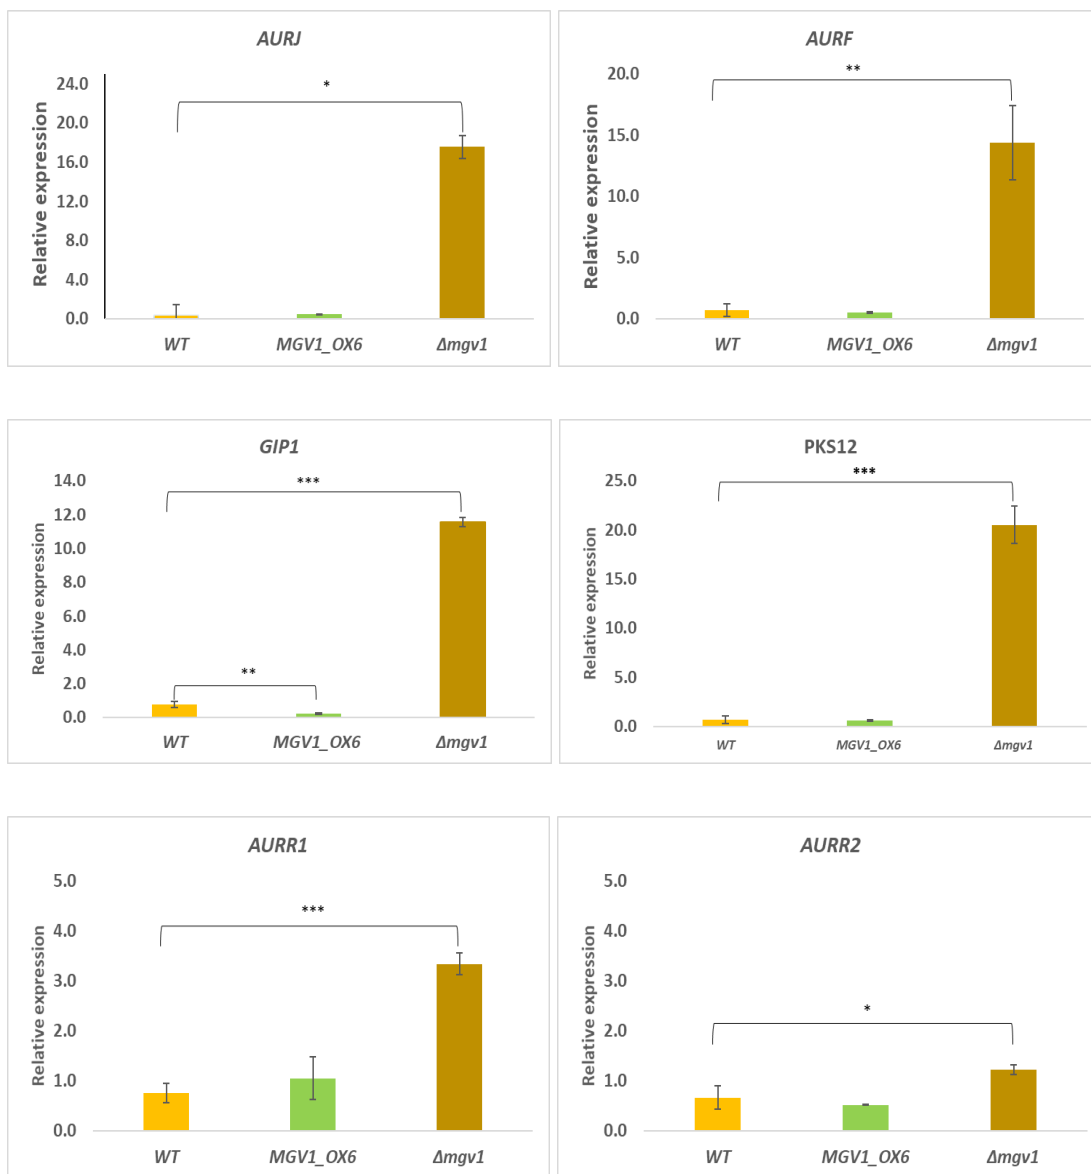 AURJ
*
24.0
20.0
16.0
12.0
8.0
4.0
0.0
Relative expression
WT MGV1_OX6 Δmgv1
AURF
**
20.0
15.0
10.0
5.0
0.0
Relative expression
WT MGV1_OX6 Δmgv1
GIP1
***
**
14.0
12.0
10.0
8.0
6.0
4.0
2.0
0.0
Relative expression
WT MGV1_OX6 Δmgv1
PKS12
***
25.0
20.0
15.0
10.0
5.0
0.0
Relative expression
WT MGV1_OX6 Δmgv1
AURR1
***
5.0
4.0
3.0
2.0
1.0
0.0
Relative expression
WT MGV1_OX6 Δmgv1
AURR2
*
5.0
4.0
3.0
2.0
1.0
0.0
Relative expression
WT MGV1_OX6 Δmgv1